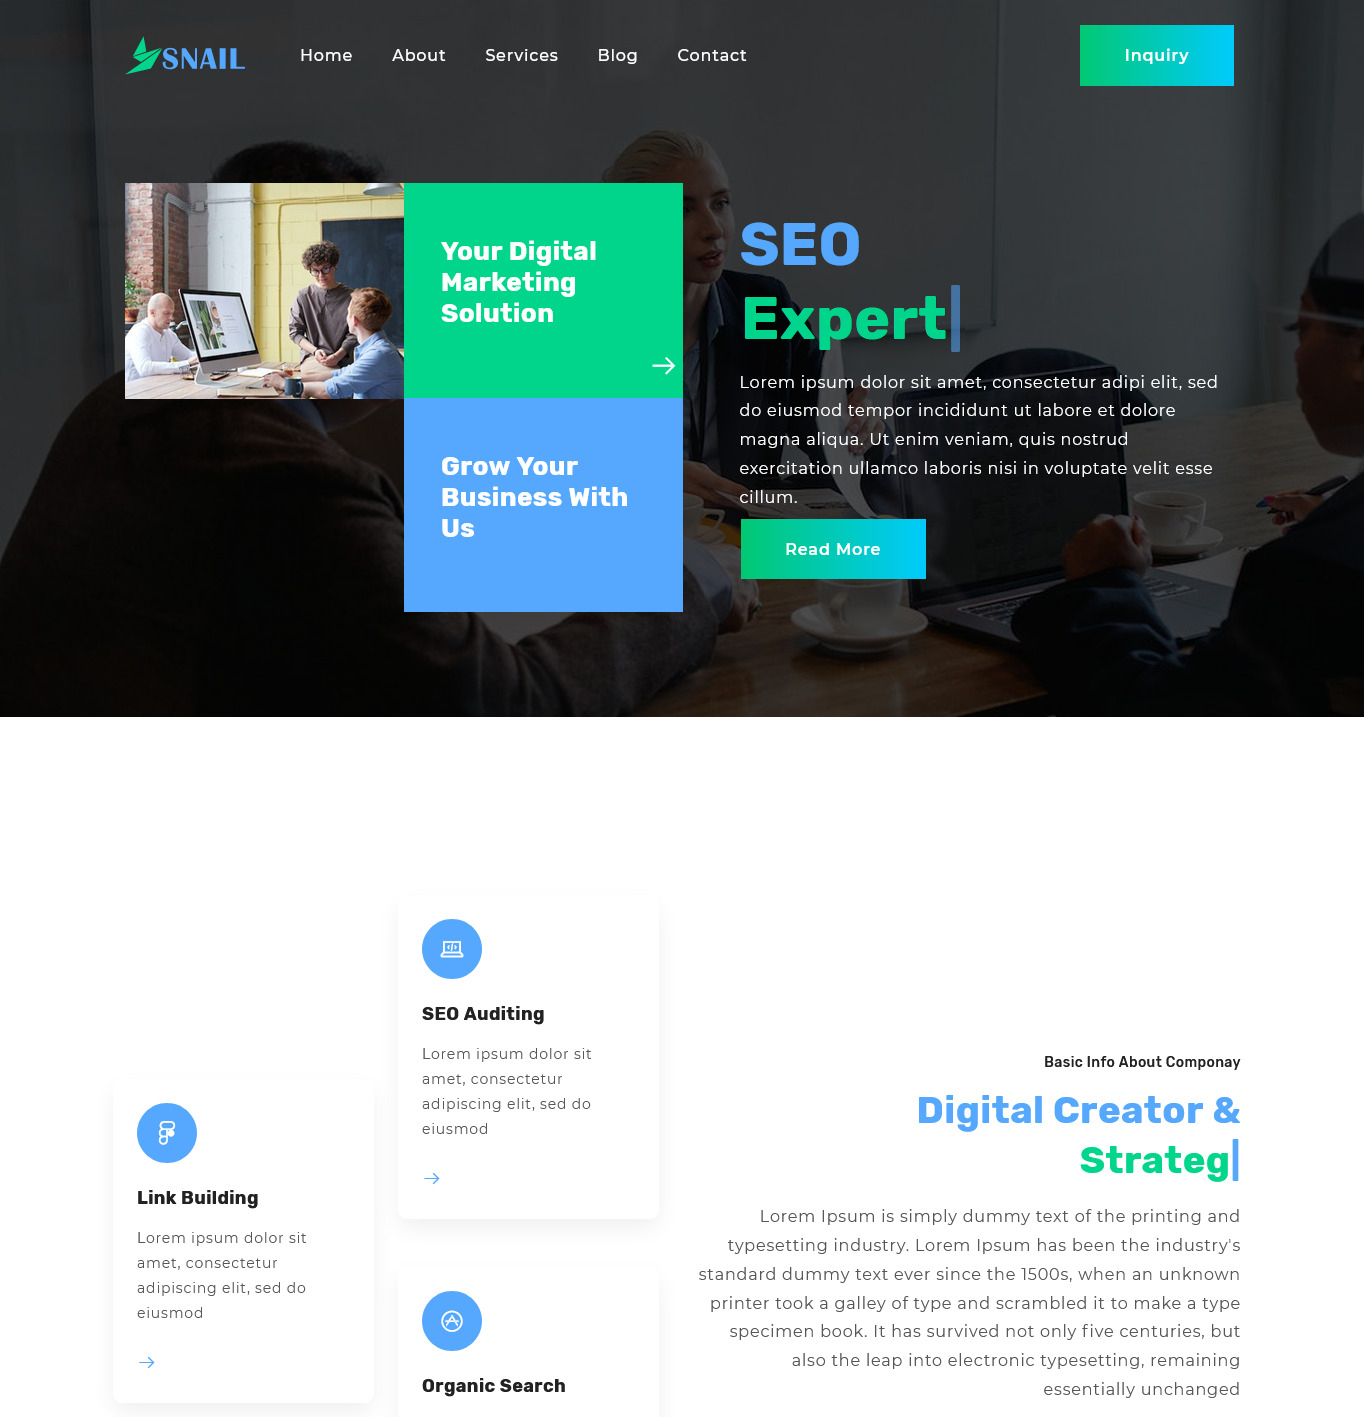 SNAIL
Home
About
Services
Blog
Contact
Inquiry
Your Digital
Marketing
Solution
Grow Your
Business With
Us
SEO
Expert
Lorem ipsum dolor sit amet, consectetur adipi elit, sed
do eiusmod tempor incididunt ut labore et dolore
magna aliqua. Ut enim veniam, quis nostrud
exercitation ullamco laboris nisi in voluptate velit esse
cillum.
Read More
SEO Auditing
Lorem ipsum dolor sit
amet, consectetur
adipiscing elit, sed do
eiusmod
Link Building
Lorem ipsum dolor sit
amet, consectetur
adipiscing elit, sed do
eiusmod
Organic Search
Basic Info About Componay
Digital Creator &
Strateg
Lorem Ipsum is simply dummy text of the printing and
typesetting industry. Lorem Ipsum has been the industry's
standard dummy text ever since the 1500s, when an unknown
printer took a galley of type and scrambled it to make a type
specimen book. It has survived not only five centuries, but
also the leap into electronic typesetting, remaining
essentially unchanged